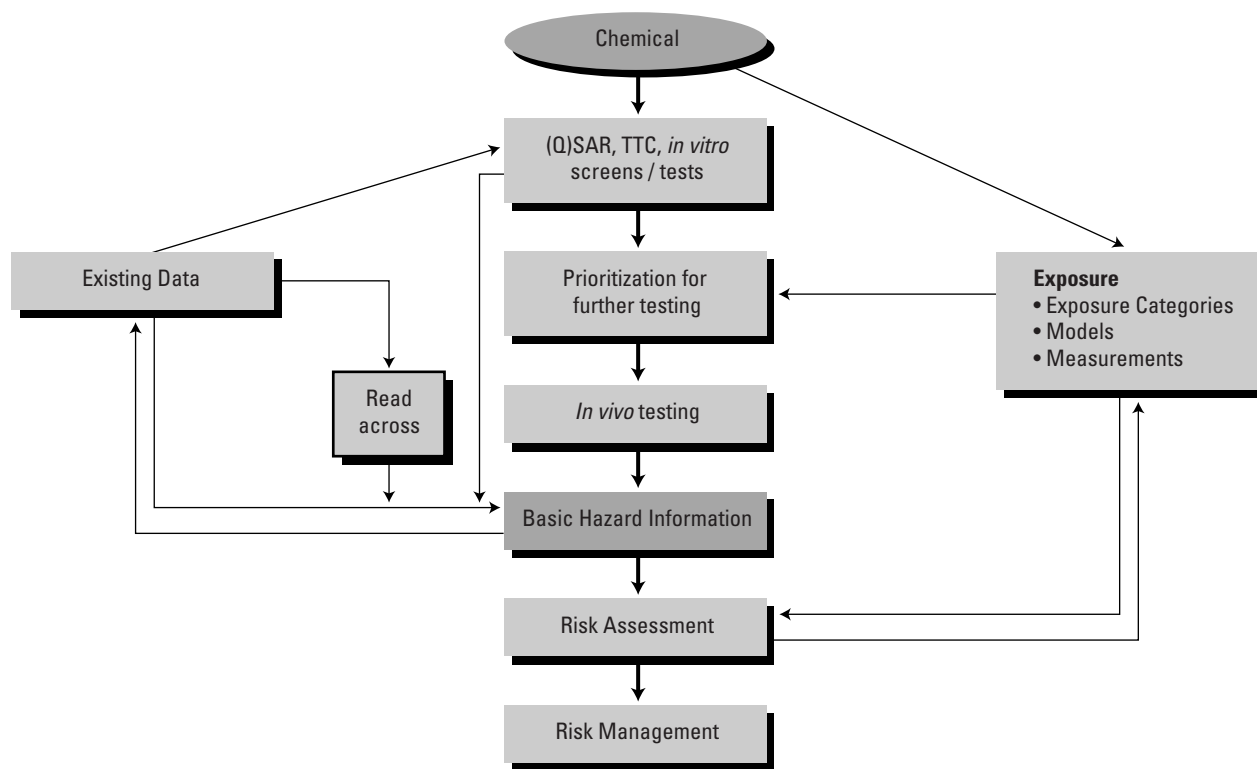 Chemical
(Q)SAR, TTC, in vitro
screens / tests
Existing Data
Prioritization for
further testing
Exposure
• Exposure Categories
• Models
• Measurements
Read
across
In vivo testing
Basic Hazard Information
Risk Assessment
Risk Management